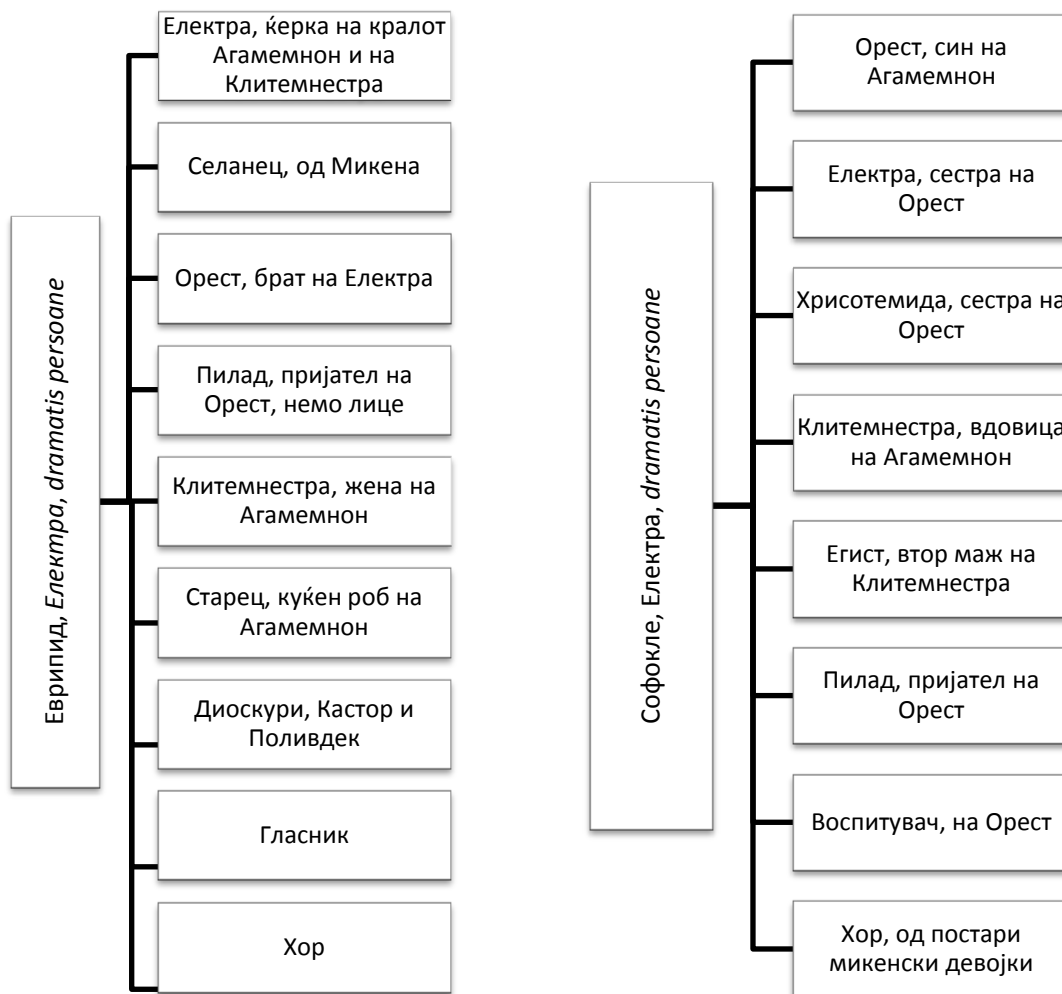 Еврипид, Електра, dramatis persoane
Електра, ќерка на кралот
Агамемнон и на
Клитемнестра
Селанец, од Микена
Орест, брат на Електра
Пилад, пријател на
Орест, немо лице
Клитемнестра, жена на
Агамемнон
Старец, куќен роб на
Агамемнон
Диоскури, Кастор и
Поливдек
Гласник
Хор
Софокле, Електра, dramatis persoane
Орест, син на
Агамемнон
Електра, сестра на
Орест
Хрисотемида, сестра на
Орест
Клитемнестра, вдовица
на Агамемнон
Егист, втор маж на
Клитемнестра
Пилад, пријател на
Орест
Воспитувач, на Орест
Хор, од постари
микенски девојки